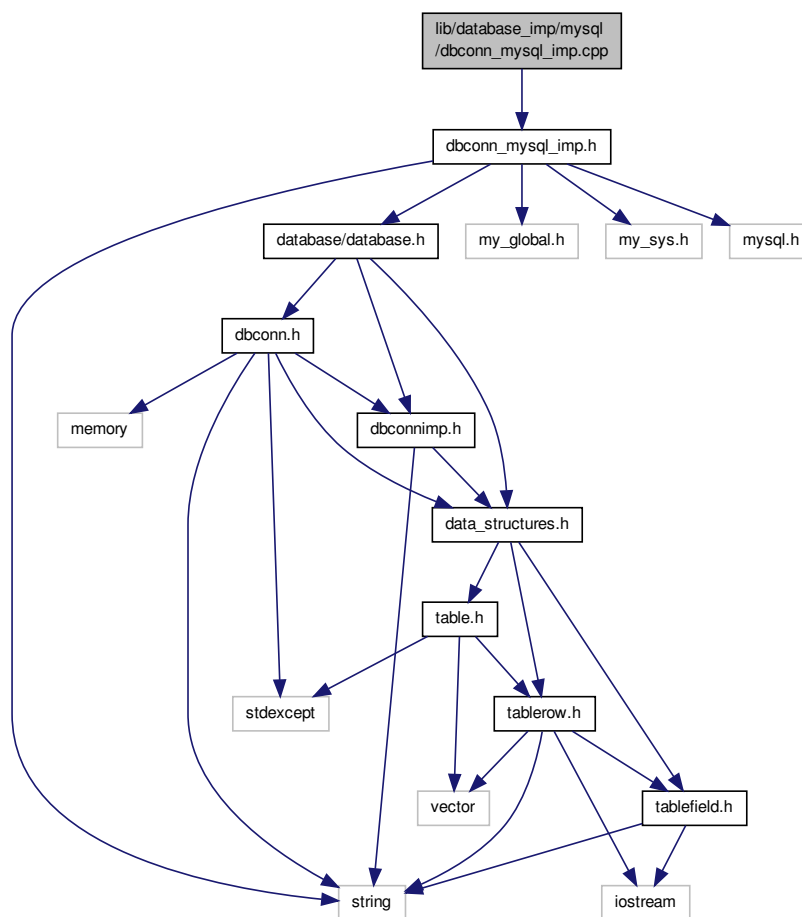 lib/database_imp/mysql
/dbconn_mysql_imp.cpp
dbconn_mysql_imp.h
database/database.h
my_global.h
my_sys.h
mysql.h
dbconn.h
memory
dbconnimp.h
data_structures.h
table.h
stdexcept
tablerow.h
vector
tablefield.h
string
iostream